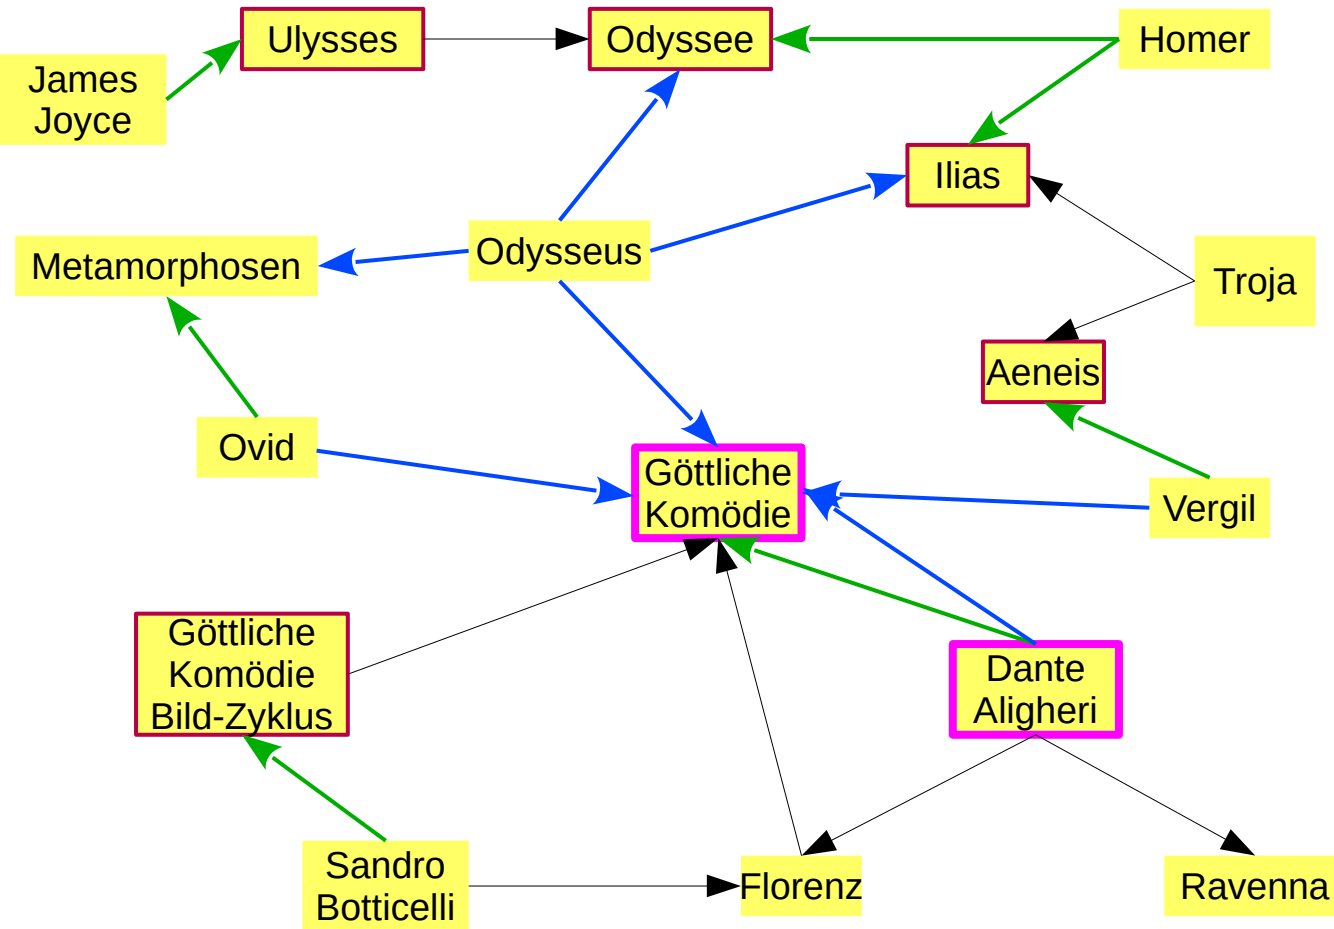 Ulysses
Odyssee
Homer
James
Joyce
Ilias
Odysseus
Metamorphosen
Troja
Aeneis
Ovid
Göttliche
Komödie
Vergil
Göttliche
Komödie
Bild-Zyklus
Dante
Aligheri
Sandro
Botticelli
Florenz
Ravenna